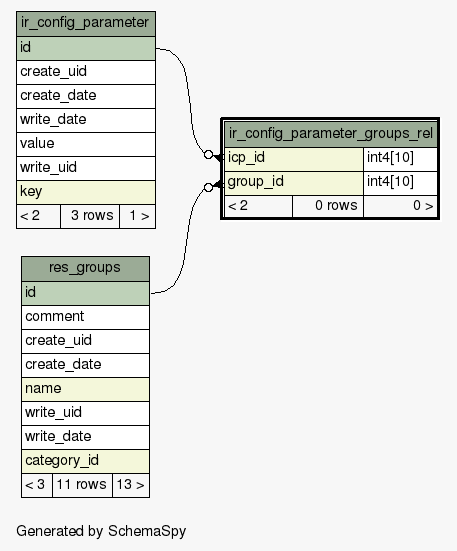 ir_config_parameter
id
create_uid
create_date
write_date
value
write_uid
key
< 2 3 rows 1 >
ir_config_parameter_groups_rel
icp_id int4[10]
group_id int4[10]
< 2 0 rows 0 >
res_groups
id
comment
create_uid
create_date
name
write_uid
write_date
category_id
< 3 11 rows 13 >
Generated by SchemaSpy